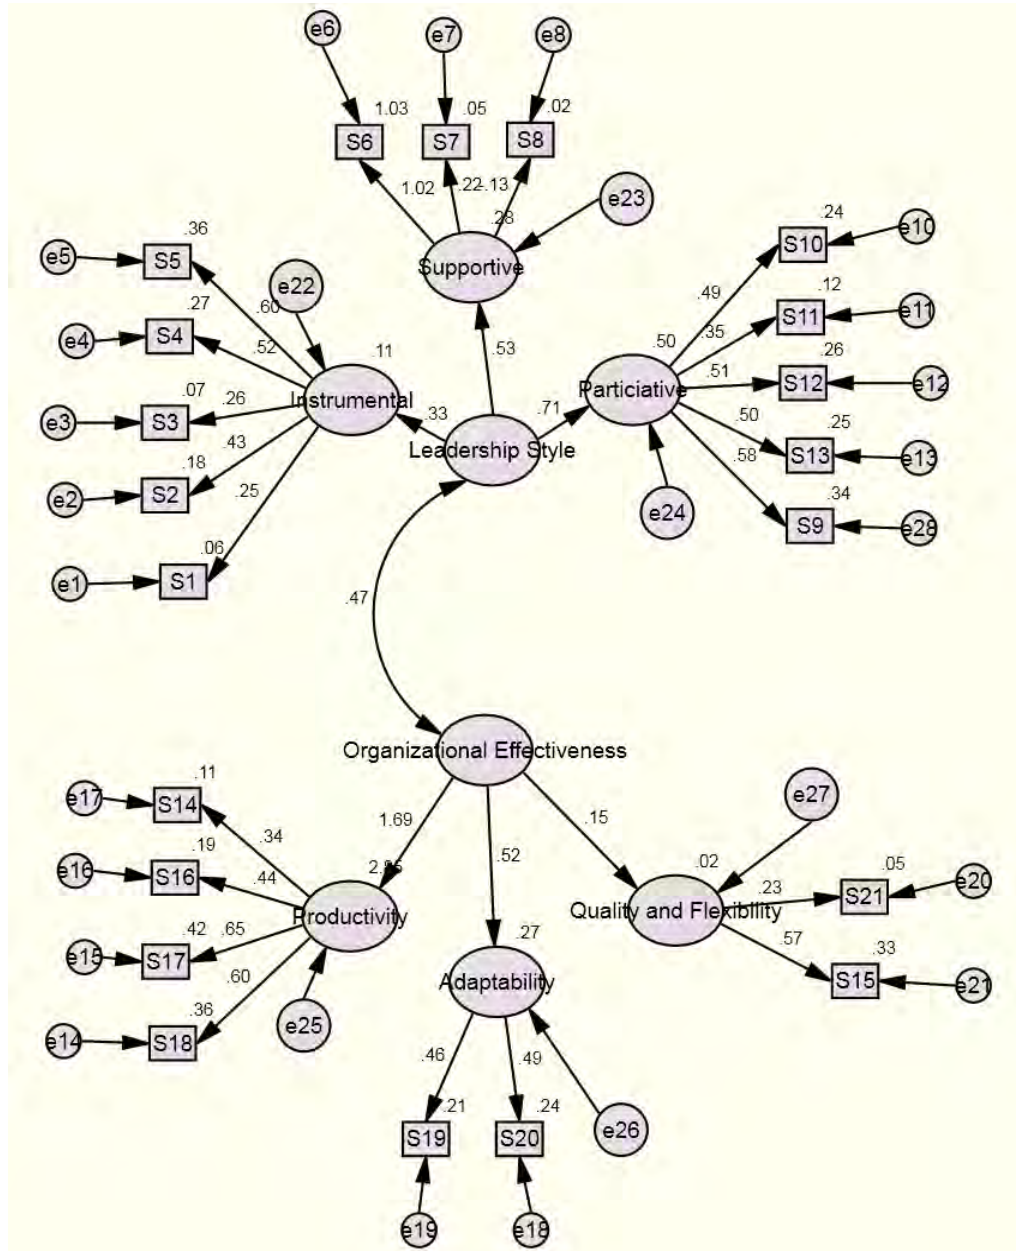 e6
e7
e8
1.03
.05
.02
S6
S7
S8
1.02
.22
-.13
e23
.28
Supportive
.24
e10
S10
.36
e5
S5
e22
.60
.49
.12
S11
e11
.27
e4
S4
.52
.11
.50
.35
.53
.26
.51
S12
e12
Instrumental
Particiative
.07
e3
S3
.26
.33
.71
Leadership Style
.50
.25
S13
e13
.43
.58
.18
e2
S2
.25
.34
e24
S9
e28
.06
e1
S1
.47
Organizational Effectiveness
.11
e17
S14
e27
1.69
.15
.34
.19
.52
e16
S16
.44
.02
.05
.23
S21
e20
Productivity
Quality and Flexibility
.42
.65
.57
e15
S17
.27
.33
.60
Adaptability
S15
e21
.36
e14
S18
e25
.46
.49
.21
.24
S19
S20
e26
e19
e18